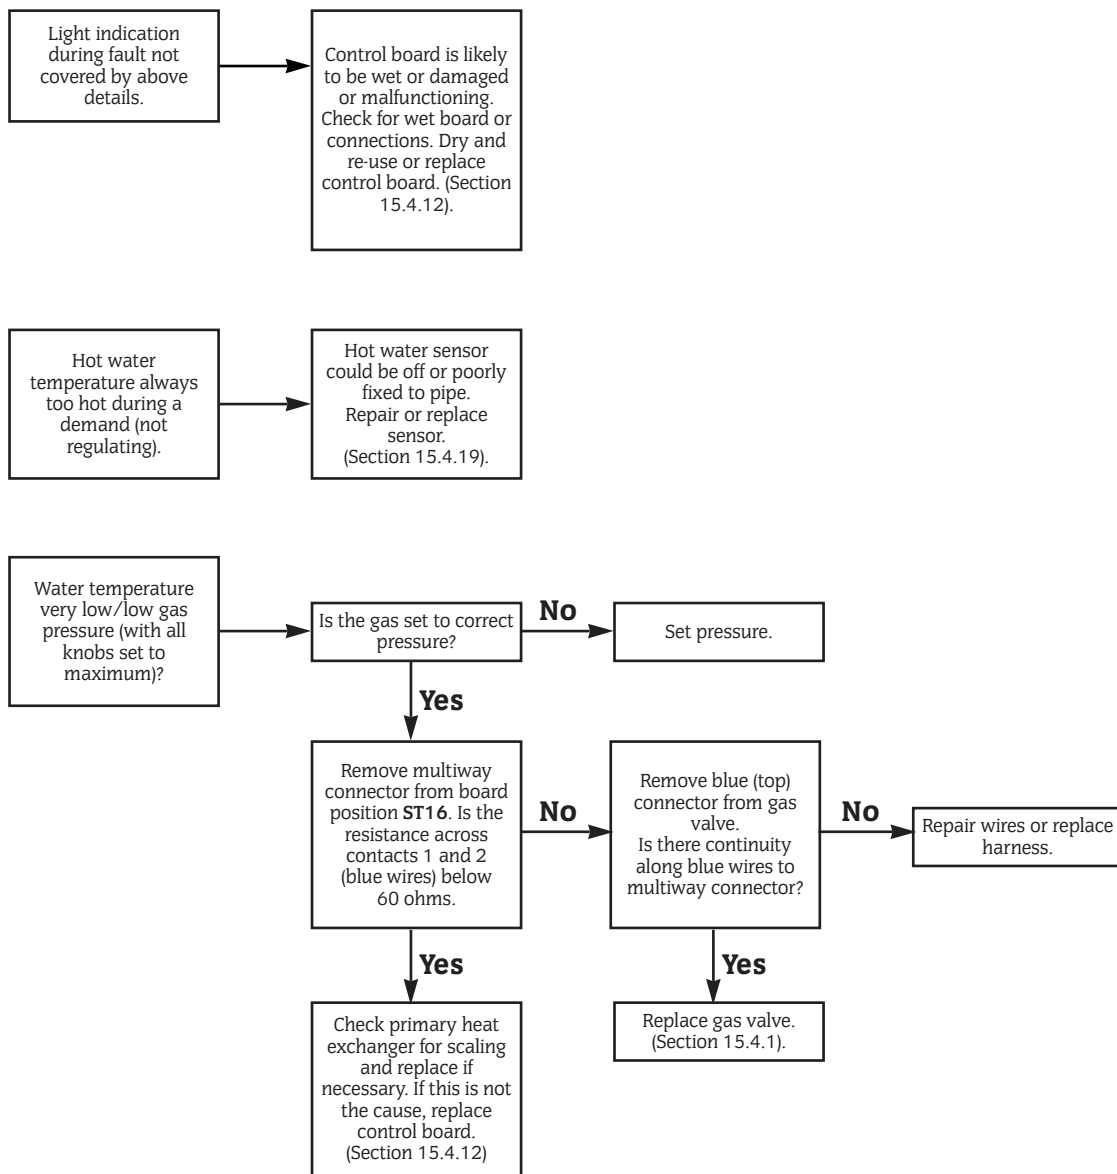 Light indication
during fault not
covered by above
details.
Control board is likely
to be wet or damaged
or malfunctioning.
Check for wet board or
connections. Dry and
re-use or replace
control board. (Section
15.4.12).
Hot water
temperature always
too hot during a
demand (not
regulating).
Hot water sensor
could be off or poorly
fixed to pipe.
Repair or replace
sensor.
(Section 15.4.19).
Water temperature
very low/low gas
pressure (with all
knobs set to
maximum)?
Is the gas set to correct
pressure?
No
Set pressure.
Yes
Remove multiway
connector from board
position ST16. Is the
resistance across
contacts 1 and 2
(blue wires) below
60 ohms.
No
Remove blue (top)
connector from gas
valve.
Is there continuity
along blue wires to
multiway connector?
No
Repair wires or replace
harness.
Yes
Check primary heat
exchanger for scaling
and replace if
necessary. If this is not
the cause, replace
control board.
(Section 15.4.12)
Yes
Replace gas valve.
(Section 15.4.1).